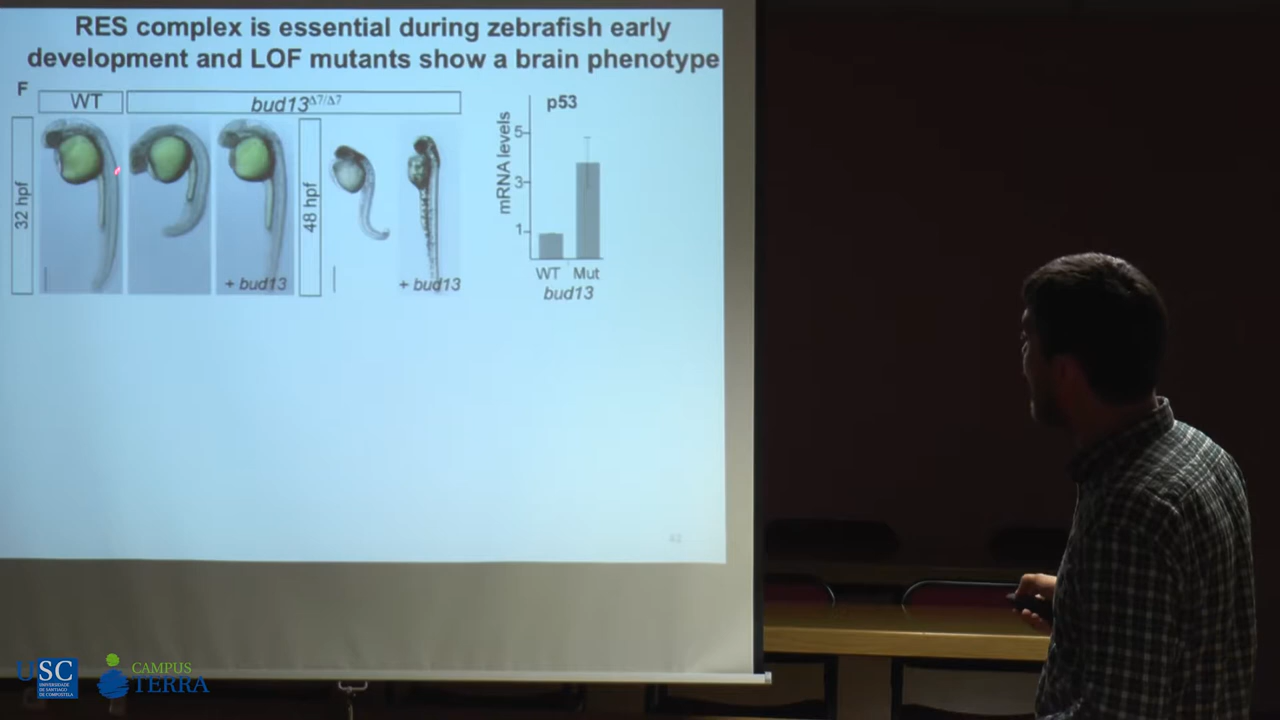 RES complex is essential during zebrafish early
development and LOF mutants show a brain phenotype
F
WT
bud13Δ7/Δ7
32 hpf
48 hpf
+ bud13
+ bud13
p53
mRNA levels
5
3
1
WT Mut
bud13
42
USC
UNIVERSIDADE
DE SANTIAGO
DE COMPOSTELA
CAMPUS
TERRA